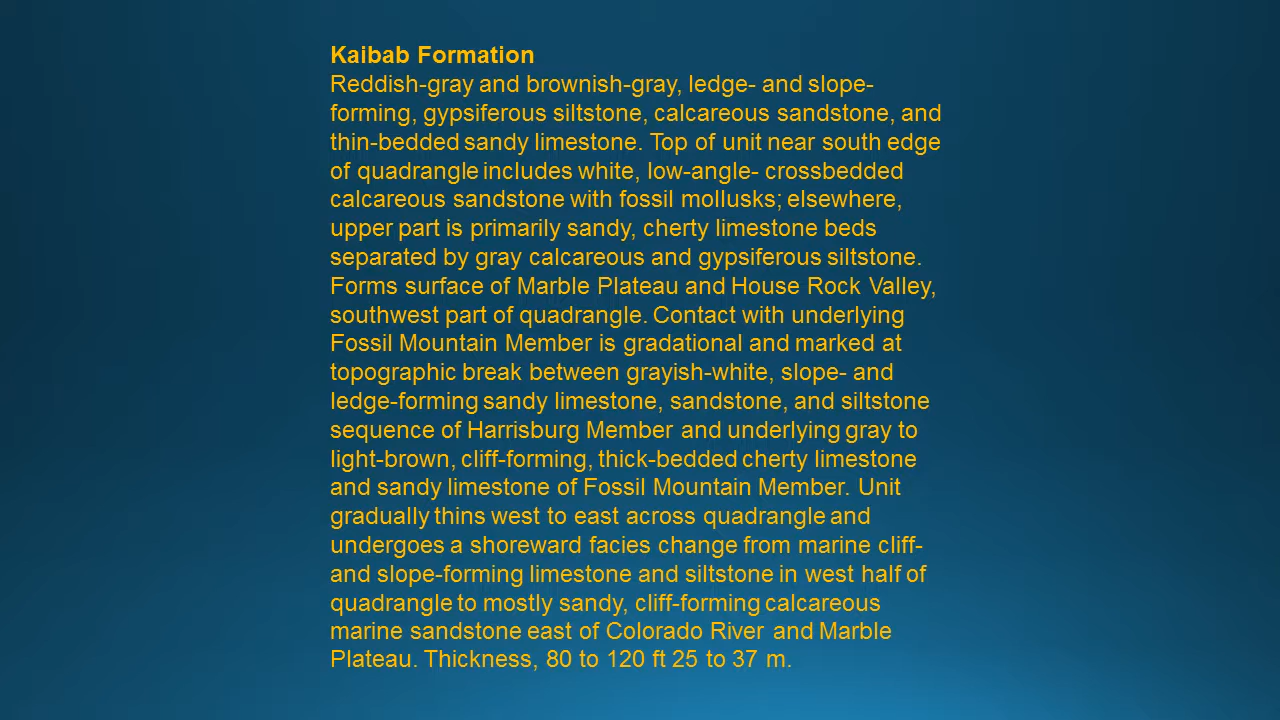 Kaibab Formation
Reddish-gray and brownish-gray, ledge- and slope-
forming, gypsiferous siltstone, calcareous sandstone, and
thin-bedded sandy limestone. Top of unit near south edge
of quadrangle includes white, low-angle- crossbedded
calcareous sandstone with fossil mollusks; elsewhere,
upper part is primarily sandy, cherty limestone beds
separated by gray calcareous and gypsiferous siltstone.
Forms surface of Marble Plateau and House Rock Valley,
southwest part of quadrangle. Contact with underlying
Fossil Mountain Member is gradational and marked at
topographic break between grayish-white, slope- and
ledge-forming sandy limestone, sandstone, and siltstone
sequence of Harrisburg Member and underlying gray to
light-brown, cliff-forming, thick-bedded cherty limestone
and sandy limestone of Fossil Mountain Member. Unit
gradually thins west to east across quadrangle and
undergoes a shoreward facies change from marine cliff-
and slope-forming limestone and siltstone in west half of
quadrangle to mostly sandy, cliff-forming calcareous
marine sandstone east of Colorado River and Marble
Plateau. Thickness, 80 to 120 ft 25 to 37 m.